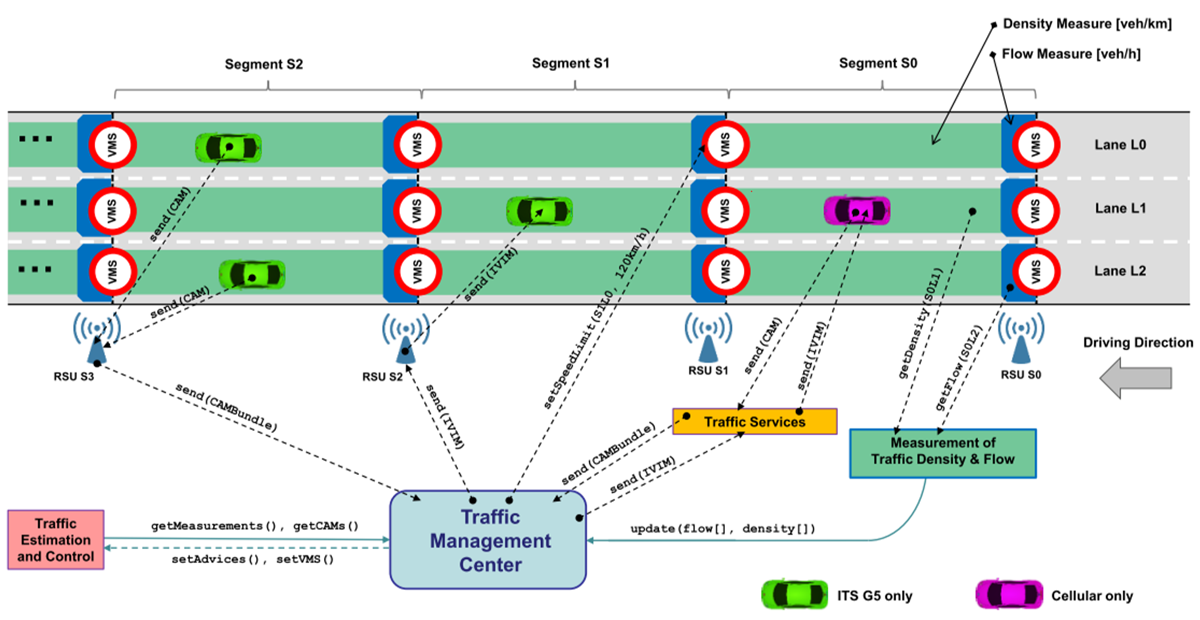 Density Measure [veh/km]
Flow Measure [veh/h]
Segment S2
Segment S1
Segment S0
VMS
VMS
VMS
VMS
Lane L0
VMS
VMS
VMS
VMS
Lane L1
VMS
VMS
VMS
VMS
Lane L2
send(CAM)
send(CAM)
send(IVIM)
setSpeedLimit(S1L0, 120km/h)
send(CAM)
send(IVIM)
getDensity(S0L1)
getFlow(S0L2)
RSU S3
RSU S2
RSU S1
RSU S0
Driving Direction
send(CAMBundle)
send(IVIM)
send(CAMBundle)
send(IVIM)
Traffic Services
Measurement of
Traffic Density & Flow
Traffic
Estimation
and Control
getMeasurements(), getCAMs()
setAdvices(), setVMS()
Traffic
Management
Center
update(flow[], density[])
ITS G5 only
Cellular only